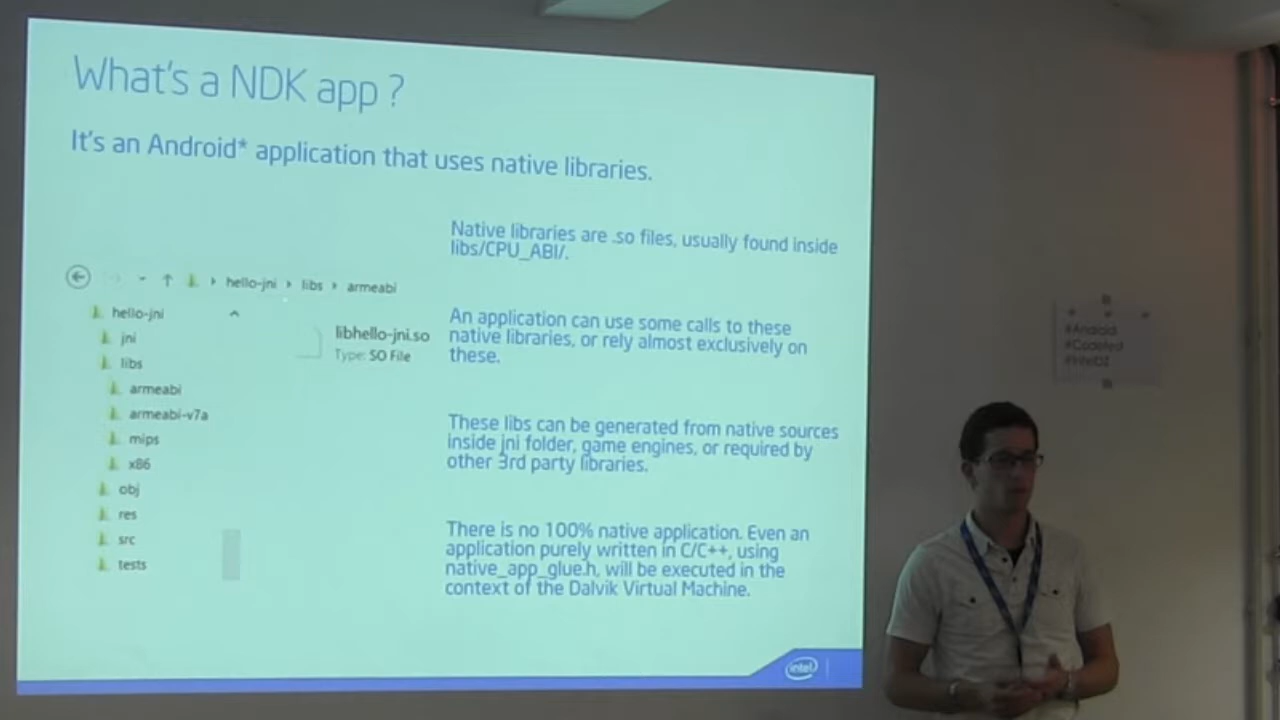 What's a NDK app ?
It's an Android* application that uses native libraries.
Native libraries are .so files, usually found inside
libs/CPU_ABI/.
hello-jni libs armeabi
hello-jni
jni
libs
armeabi
armeabi-v7a
mips
x86
obj
res
src
tests
libhello-jni.so
Type: SO File
An application can use some calls to these
native libraries, or rely almost exclusively on
these.
These libs can be generated from native sources
inside jni folder, game engines, or required by
other 3rd party libraries.
There is no 100% native application. Even an
application purely written in C/C++, using
native_app_glue.h, will be executed in the
context of the Dalvik Virtual Machine.
intel
#Android